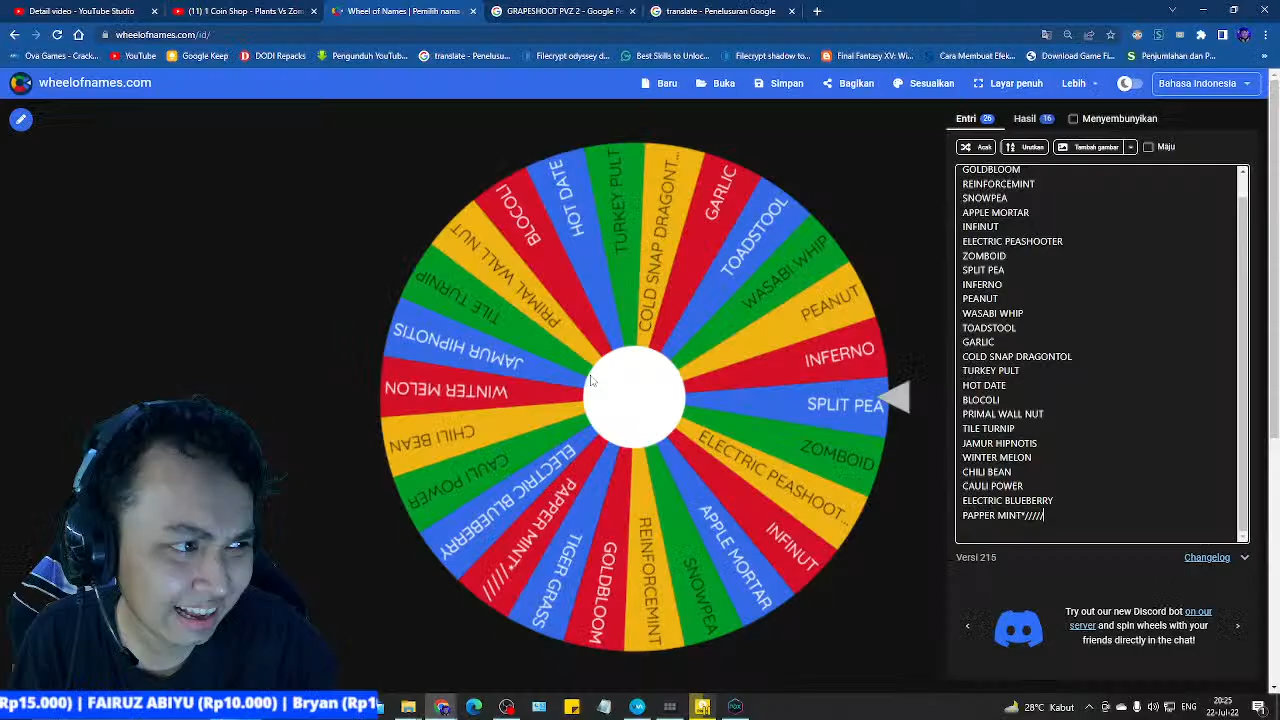 Detail video - YouTube Studio
(11) 1 Coin Shop - Plants Vs Zom
Wheel of Names | Pemilih nama
GRAPESHOOT PVZ 2 - Google Pe
translate - Penelusuran Google
wheelofnames.com/id/
Ova Games - Crack...
YouTube
Google Keep
DODI Repacks
Pengunduh YouTub...
translate - Penelusu...
Filecrypt odyssey d...
Best Skills to Unloc...
Filecrypt shadow to...
Final Fantasy XV: Wi...
Cara Membuat Efek...
Download Game Fi...
Penjumlahan dan P...
wheelofnames.com
Baru
Buka
Simpan
Bagikan
Sesuaikan
Layar penuh
Lebih
Bahasa Indonesia
Entri 26
Hasil 16
Menyembunyikan
Acak
Urutkan
Tambah gambar
Maju
GOLDBLOOM
REINFORCEMINT
SNOWPEA
APPLE MORTAR
INFINUT
ELECTRIC PEASHOOTER
ZOMBOID
SPLIT PEA
INFERNO
PEANUT
WASABI WHIP
TOADSTOOL
GARLIC
COLD SNAP DRAGONTOL
TURKEY PULT
HOT DATE
BLOCOLI
PRIMAL WALL NUT
TILE TURNIP
JAMUR HIPNOTIS
WINTER MELON
CHILI BEAN
CAULI POWER
ELECTRIC BLUEBERRY
PAPPER MINT*/////
TURKEY PULT
COLD SNAP DRAGONT...
GARLIC
TOADSTOOL
WASABI WHIP
PEANUT
INFERNO
SPLIT PEA
ZOMBOID
ELECTRIC PEASHOOT...
INFINUT
APPLE MORTAR
SNOWPEA
REINFORCEMINT
GOLDBLOOM
TIGER GRASS
PAPPER MINT*/////
ELECTRIC BLUEBERRY
CAULI POWER
CHILI BEAN
WINTER MELON
JAMUR HIPNOTIS
TILE TURNIP
PRIMAL WALL NUT
BLOCOLI
HOT DATE
Versi 215
Changelog
Try out our new Discord bot on our
server and spin wheels with your
friends directly in the chat!
Rp15.000) | FAIRUZ ABIYU (Rp10.000) | Bryan (Rp1
28°C Kabut
20:25
22-Jul-22